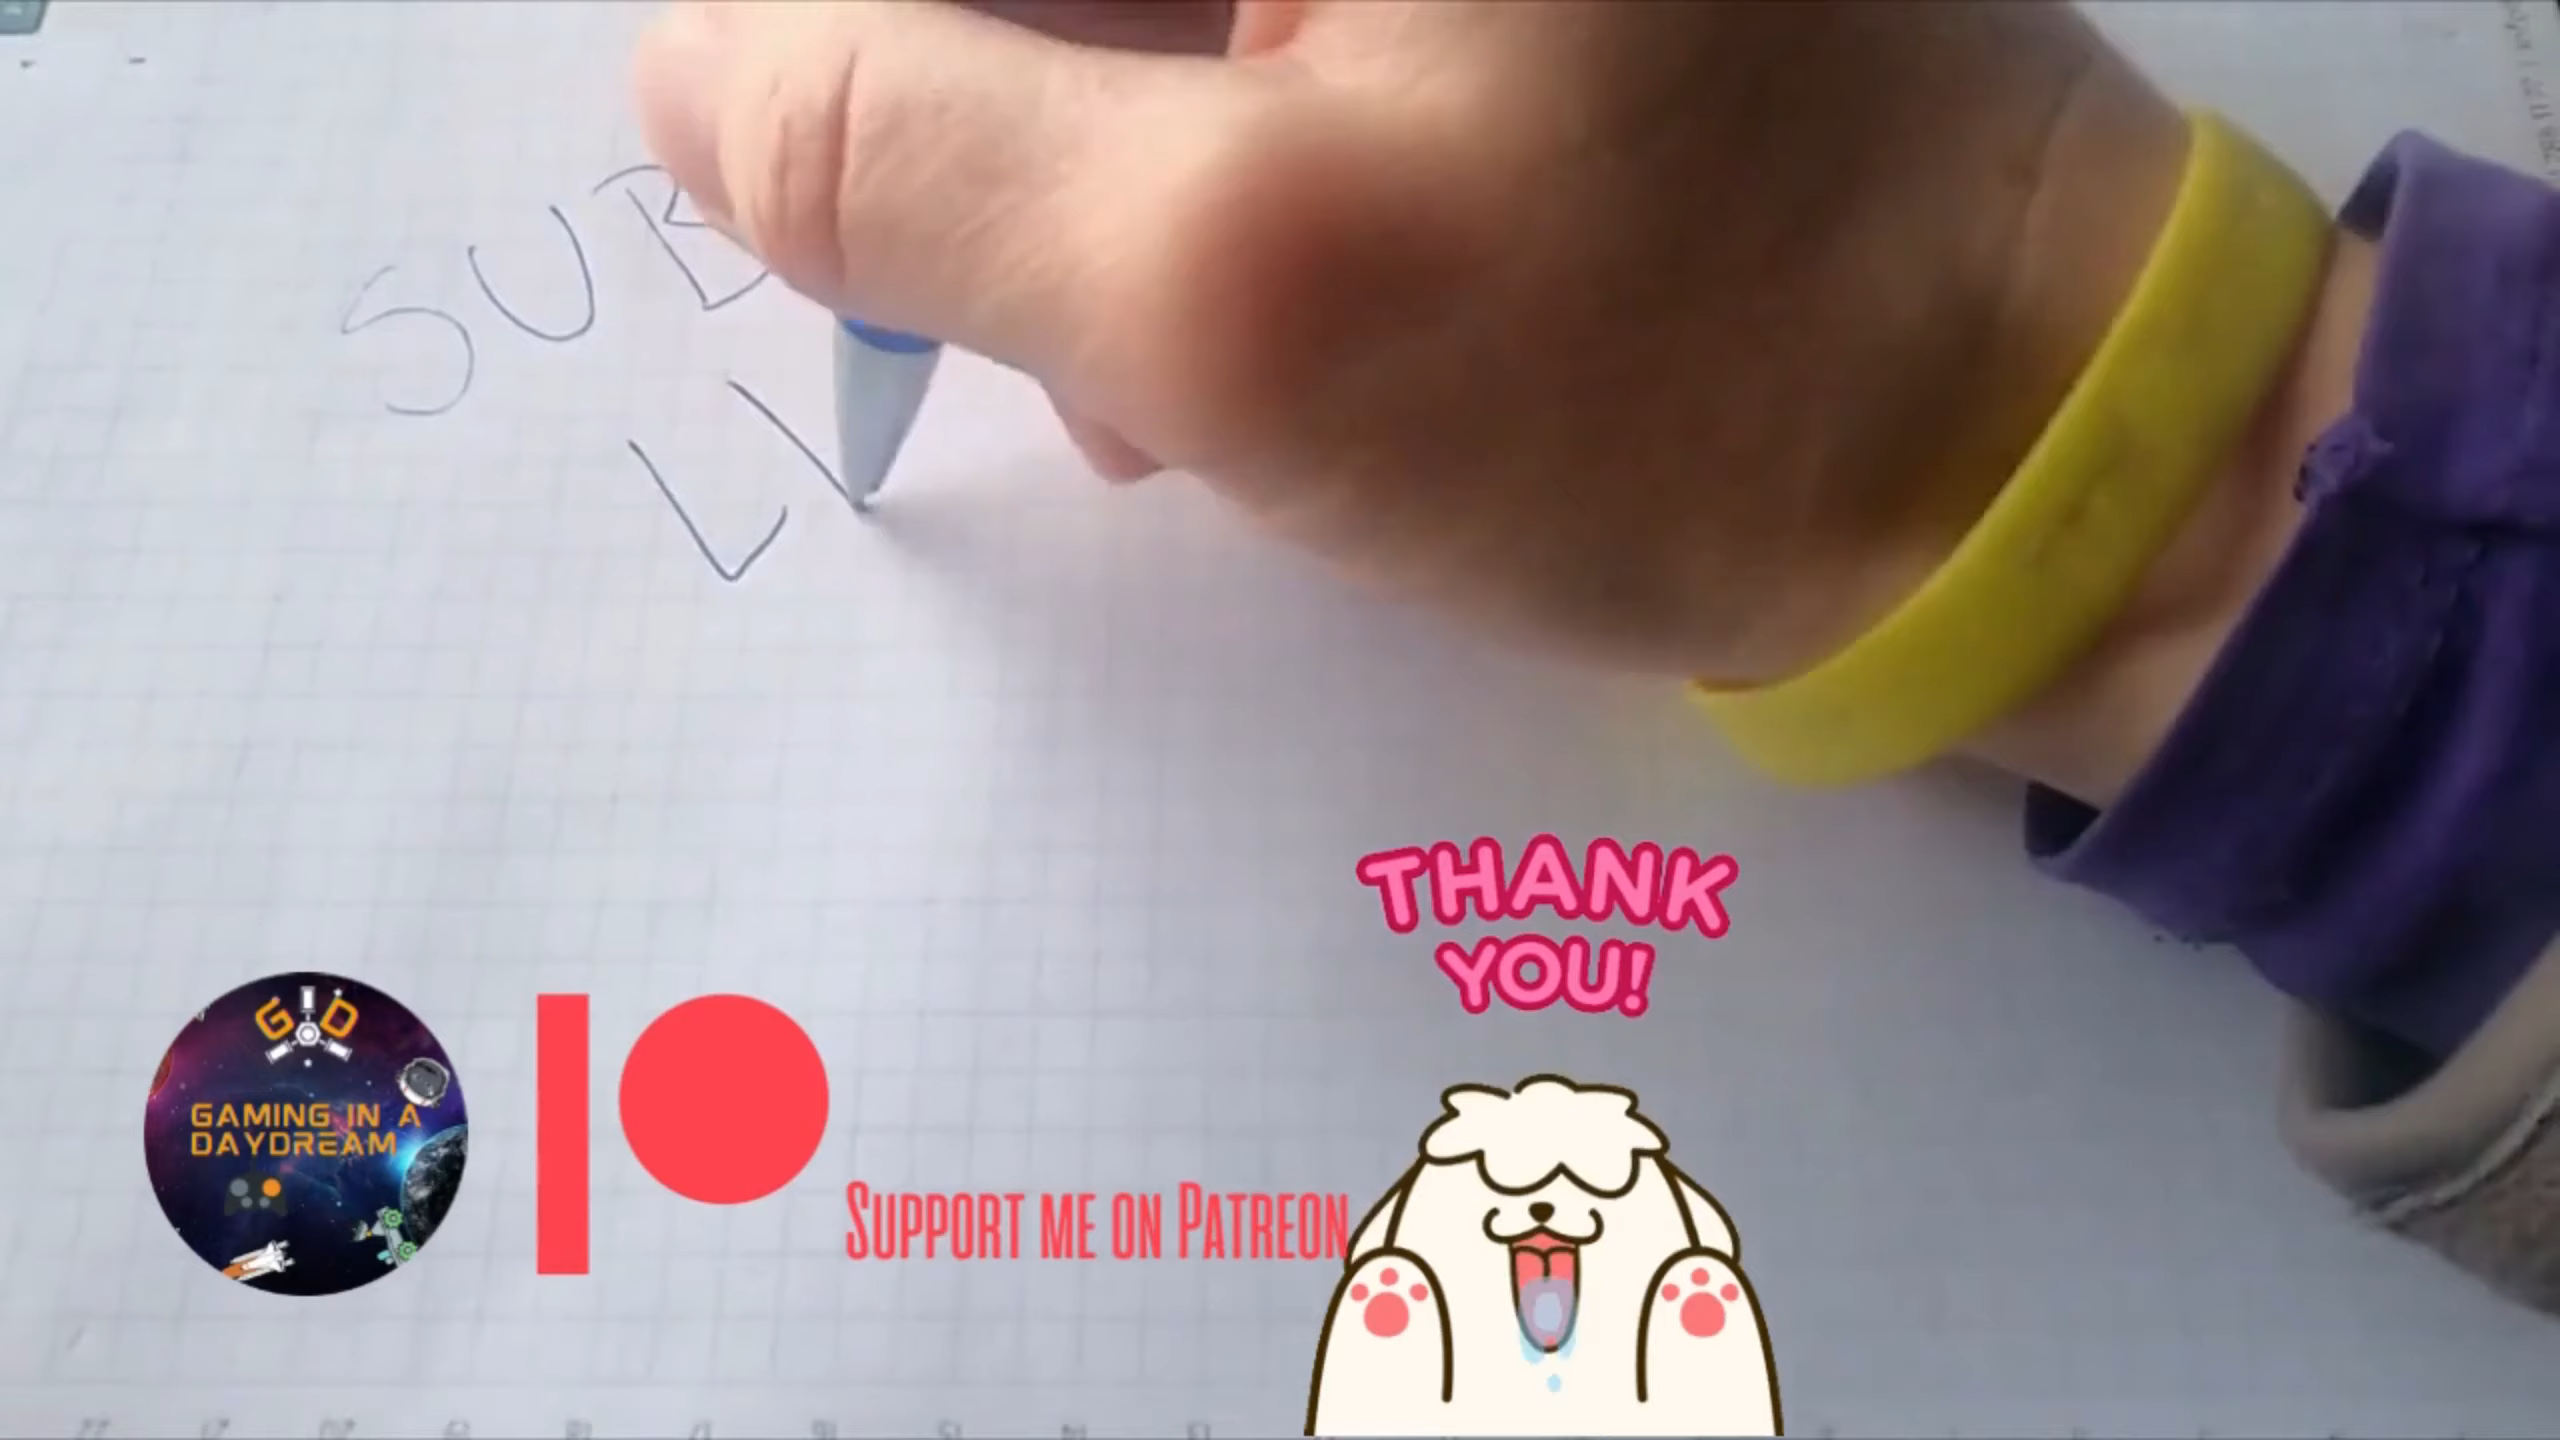 SUB
LI
THANK
YOU!
G D
GAMING IN A
DAYDREAM
SUPPORT ME ON PATREON